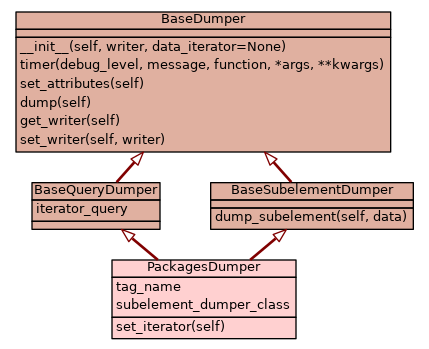 BaseDumper
__init__(self, writer, data_iterator=None)
timer(debug_level, message, function, *args, **kwargs)
set_attributes(self)
dump(self)
get_writer(self)
set_writer(self, writer)
BaseQueryDumper
iterator_query
BaseSubelementDumper
dump_subelement(self, data)
PackagesDumper
tag_name
subelement_dumper_class
set_iterator(self)